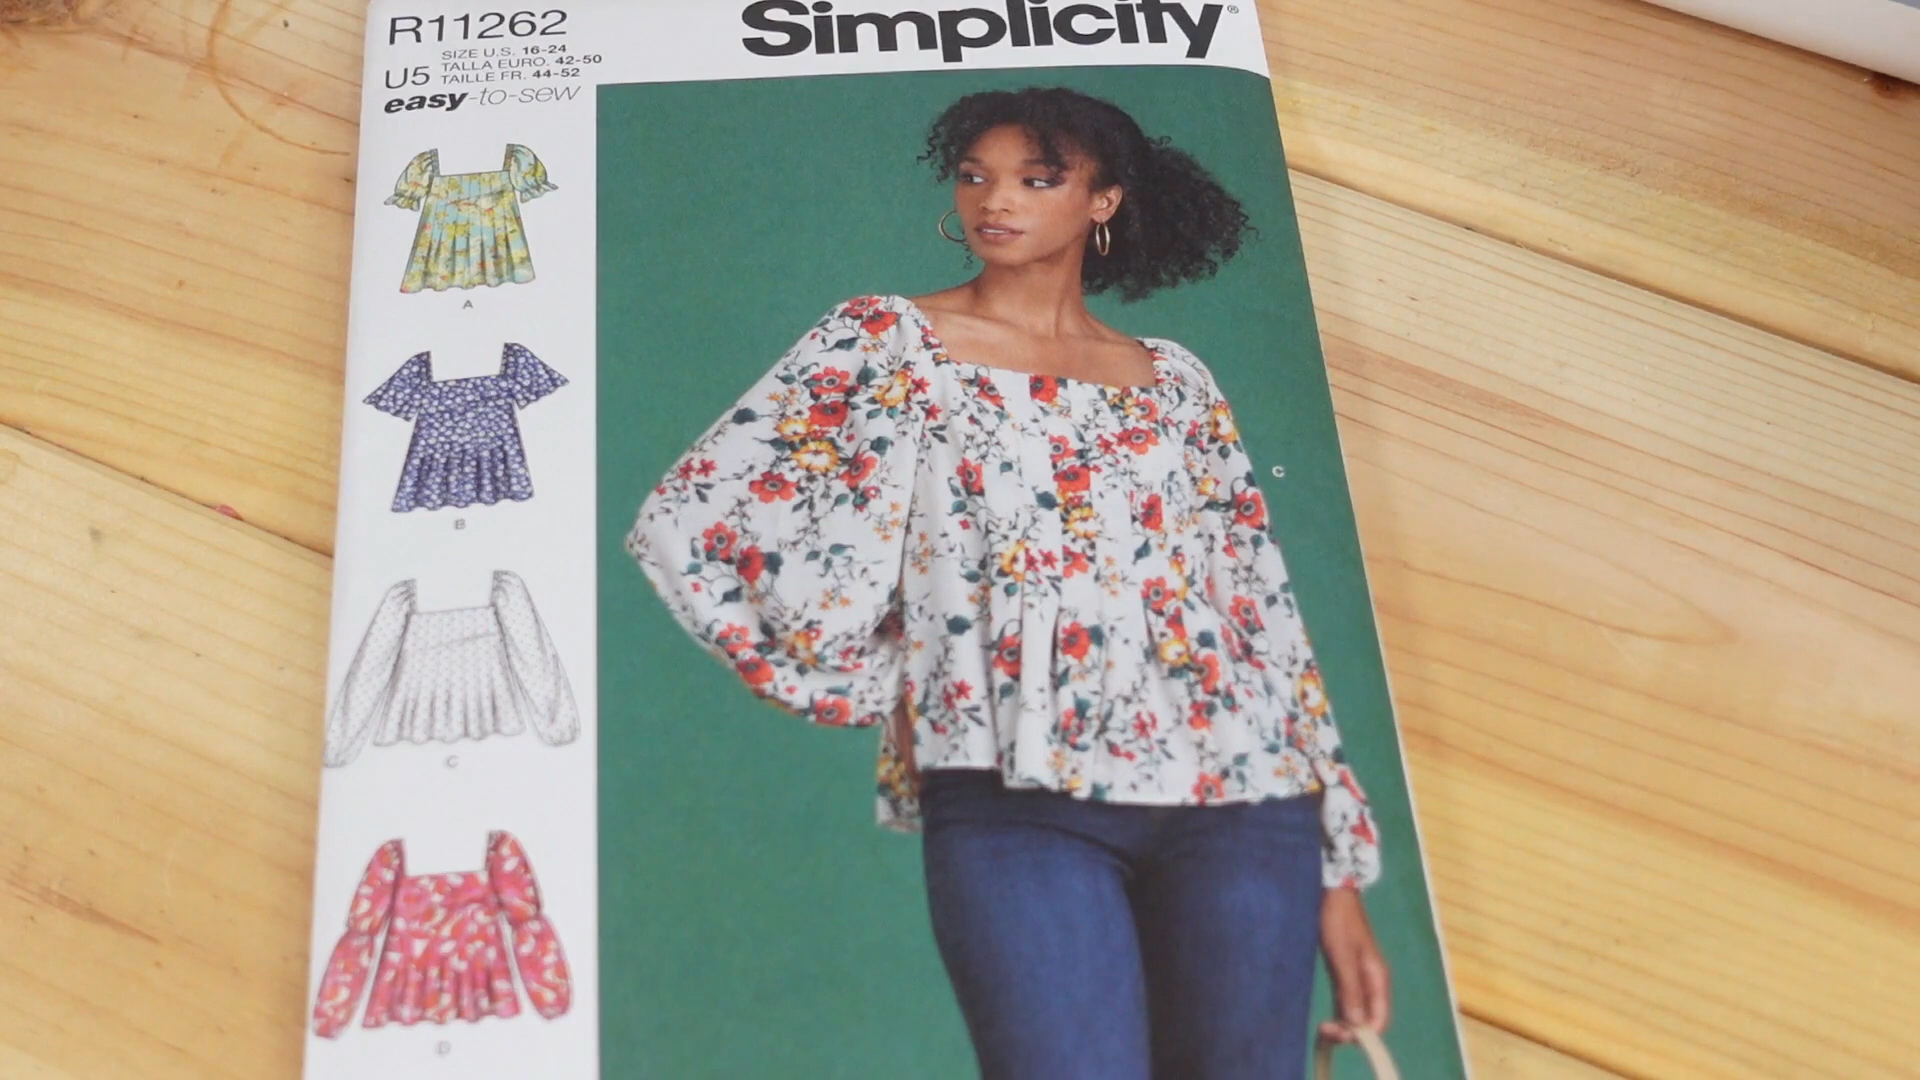 R11262
Simplicity®
U5
SIZE U.S. 16-24
TALLA EURO. 42-50
TAILLE FR. 44-52
easy-to-sew
A
B
C
D
C